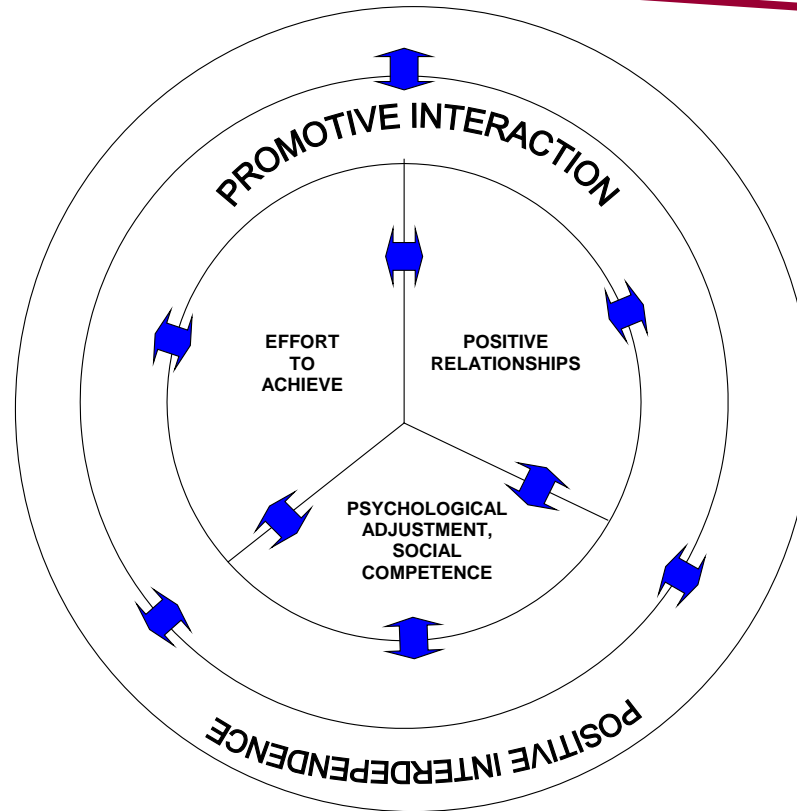 PROMOTIVE INTERACTION
EFFORT
TO
ACHIEVE
POSITIVE
RELATIONSHIPS
PSYCHOLOGICAL
ADJUSTMENT,
SOCIAL
COMPETENCE
POSITIVE INTERDEPENDENCE